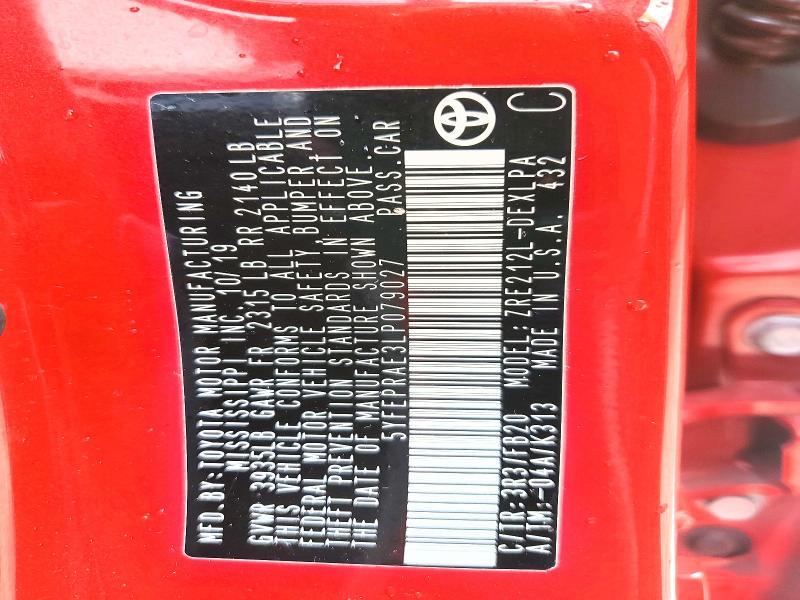 MFD.BY:TOYOTA MOTOR MANUFACTURING
MISSISSIPPI INC. 10/19
GVWR 3935LB GAWR FR 2315 LB RR 2140LB
THIS VEHICLE CONFORMS TO ALL APPLICABLE
FEDERAL MOTOR VEHICLE SAFETY, BUMPER,AND
THEFT PREVENTION STANDARDS IN EFFECT ON
THE DATE OF MANUFACTURE SHOWN ABOVE.
5YFEPRAE3LP079027 PASS.CAR
C/TR:3R3/FB20 MODEL:ZRE212L-DEXLPA
A/TM:-04A/K313 MADE IN U.S.A. 432
C